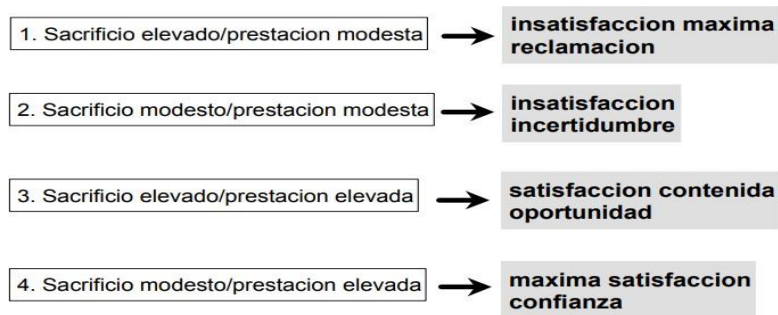 1. Sacrificio elevado/prestacion modesta
insatisfaccion maxima
reclamacion
2. Sacrificio modesto/prestacion modesta
insatisfaccion
incertidumbre
3. Sacrificio elevado/prestacion elevada
satisfaccion contenida
oportunidad
4. Sacrificio modesto/prestacion elevada
maxima satisfaccion
confianza